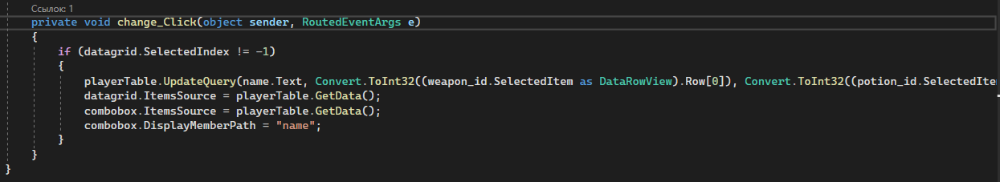 Ссылок: 1
private void change_Click(object sender, RoutedEventArgs e)
{
if (datagrid.SelectedIndex != -1)
{
playerTable.UpdateQuery(name.Text, Convert.ToInt32((weapon_id.SelectedItem as DataRowView).Row[0]), Convert.ToInt32((potion_id.SelectedIte
datagrid.ItemsSource = playerTable.GetData();
combobox.ItemsSource = playerTable.GetData();
combobox.DisplayMemberPath = "name";
}
}
}